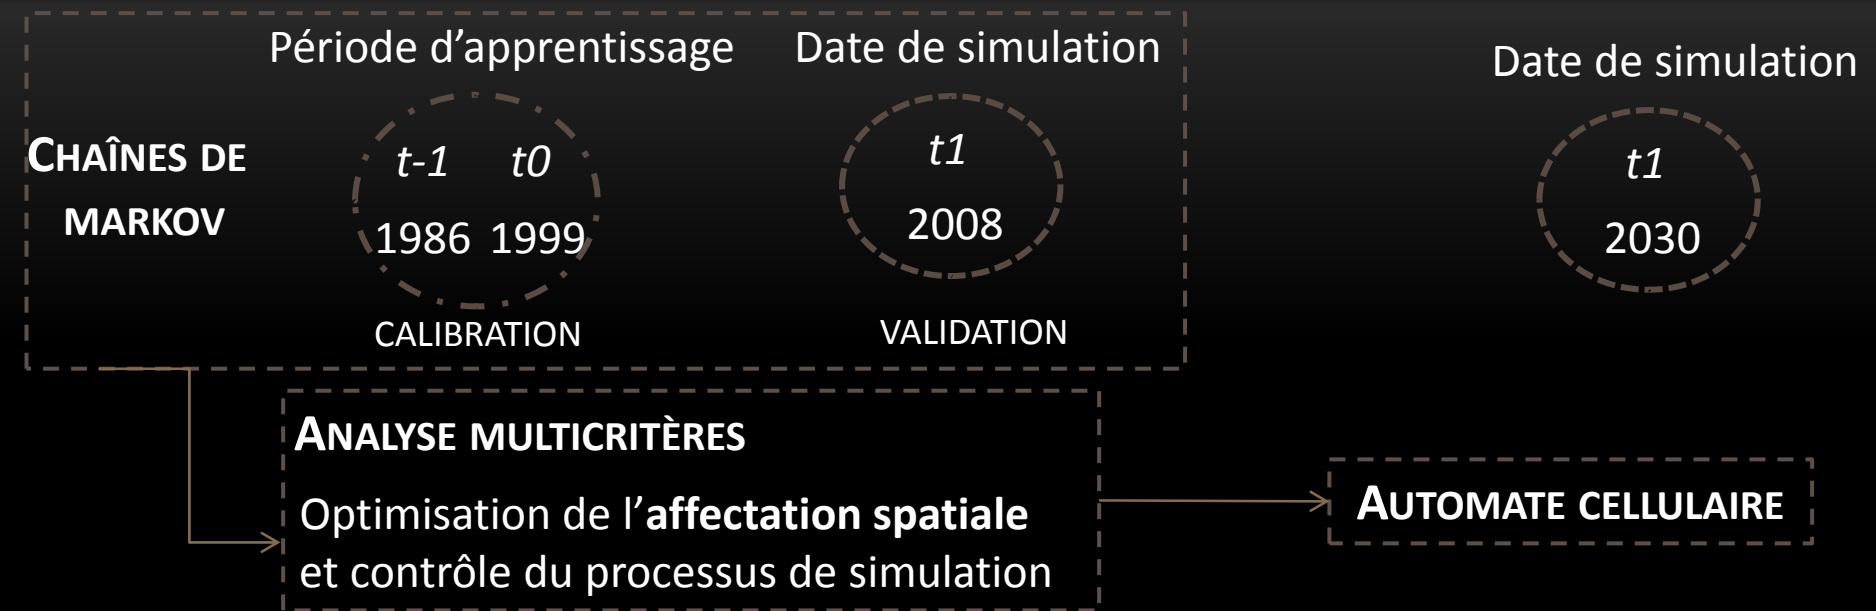 Période d'apprentissage
Date de simulation
Date de simulation
CHAÎNES DE
MARKOV
t-1 t0
1986 1999
t1
2008
t1
2030
CALIBRATION
VALIDATION
ANALYSE MULTICRITÈRES
Optimisation de l'affectation spatiale
et contrôle du processus de simulation
AUTOMATE CELLULAIRE